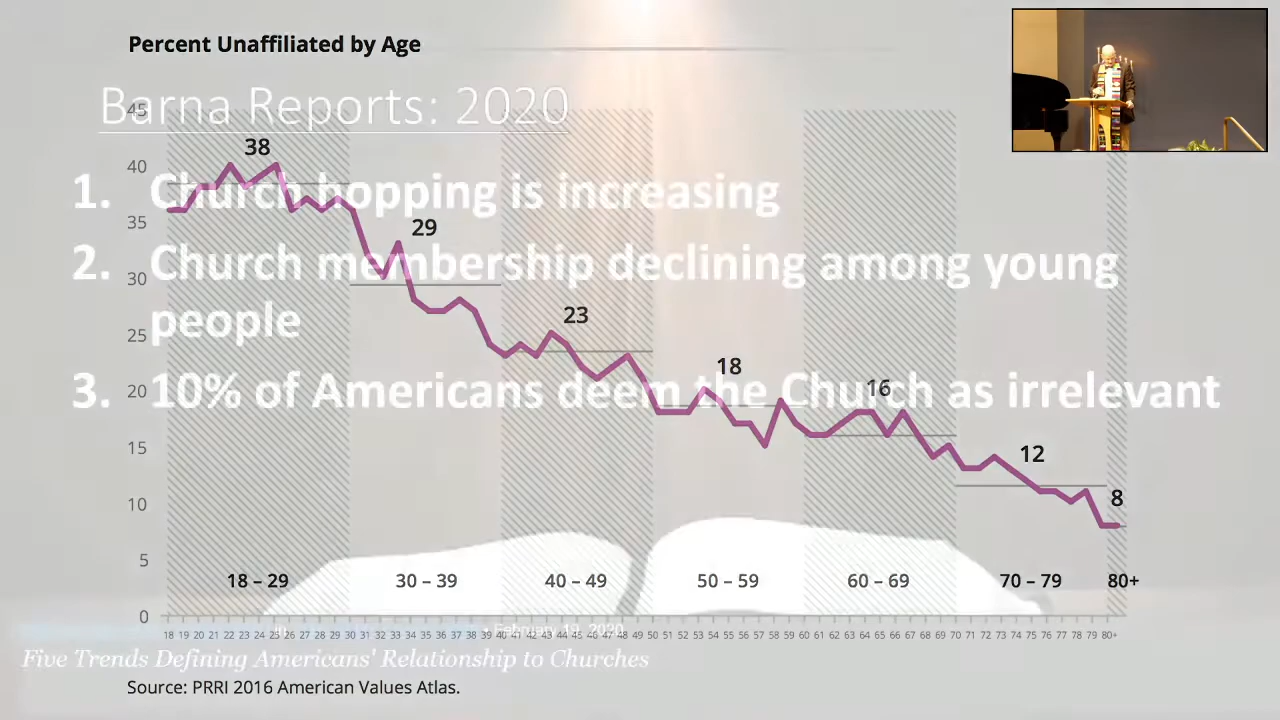 Percent Unaffiliated by Age
Barna Reports: 2020
45
40
35
30
25
20
15
10
5
0
38
29
23
18
16
12
8
1. Church hopping is increasing
2. Church membership declining among young
people
3. 10% of Americans deem the Church as irrelevant
18 – 29 30 – 39 40 – 49 50 – 59 60 – 69 70 – 79 80+
18 19 20 21 22 23 24 25 26 27 28 29 30 31 32 33 34 35 36 37 38 39 40 41 42 43 44 45 46 47 48 49 50 51 52 53 54 55 56 57 58 59 60 61 62 63 64 65 66 67 68 69 70 71 72 73 74 75 76 77 78 79 80+
• February 19, 2020
Five Trends Defining Americans' Relationship to Churches
Source: PRRI 2016 American Values Atlas.